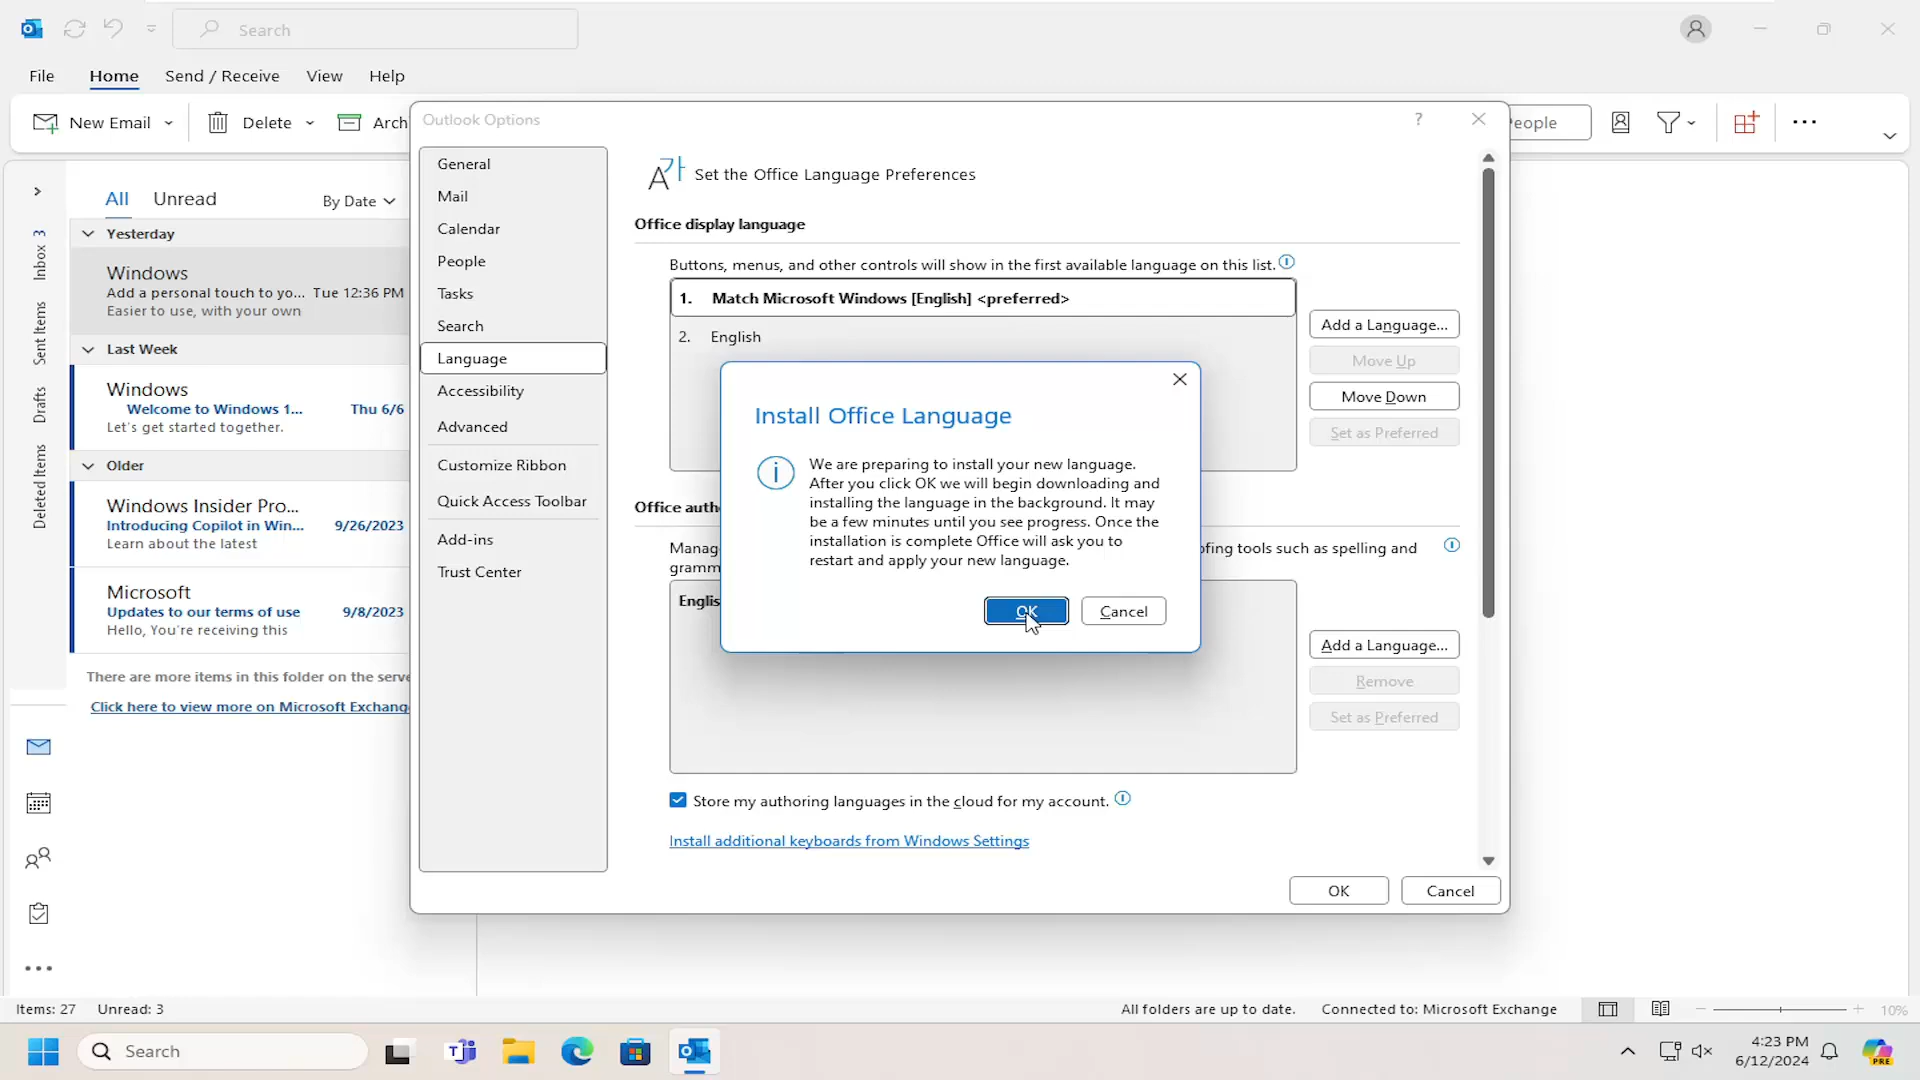 Search
File
Home
Send / Receive
View
Help
New Email
Delete
Arch
eople
Outlook Options
?
General
Mail
Calendar
People
Tasks
Search
Language
Accessibility
Advanced
Customize Ribbon
Quick Access Toolbar
Add-ins
Trust Center
All
Unread
By Date
Yesterday
Windows
Add a personal touch to yo... Tue 12:36 PM
Easier to use, with your own
Last Week
Windows
Welcome to Windows 1... Thu 6/6
Let's get started together.
Older
Windows Insider Pro...
Introducing Copilot in Win... 9/26/2023
Learn about the latest
Microsoft
Updates to our terms of use 9/8/2023
Hello, You're receiving this
There are more items in this folder on the serve
Click here to view more on Microsoft Exchang
Inbox 3
Sent Items
Drafts
Deleted Items
Set the Office Language Preferences
Office display language
Buttons, menus, and other controls will show in the first available language on this list.
1. Match Microsoft Windows [English] <preferred>
2. English
Add a Language...
Move Up
Move Down
Set as Preferred
Office auth
Manag
ofing tools such as spelling and
gramm
Englis
Add a Language...
Remove
Set as Preferred
Store my authoring languages in the cloud for my account.
Install additional keyboards from Windows Settings
OK
Cancel
Install Office Language
We are preparing to install your new language.
After you click OK we will begin downloading and
installing the language in the background. It may
be a few minutes until you see progress. Once the
installation is complete Office will ask you to
restart and apply your new language.
OK
Cancel
Items: 27 Unread: 3
All folders are up to date.
Connected to: Microsoft Exchange
10%
Search
4:23 PM
6/12/2024
PRE